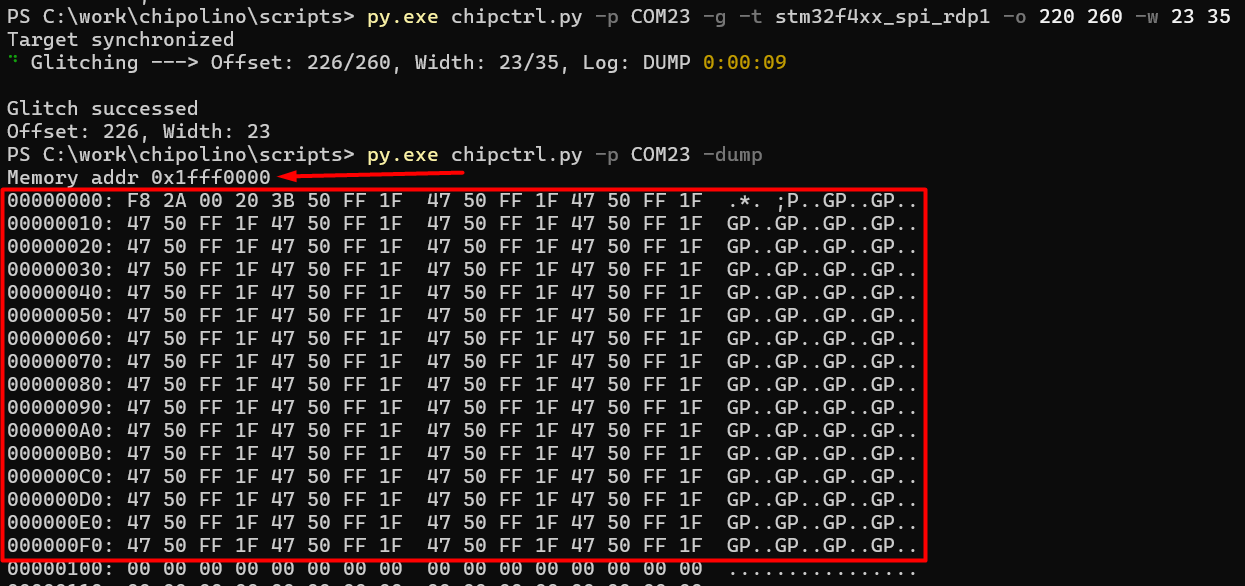 PS C:\work\chipolino\scripts> py.exe chipctrl.py -p COM23 -g -t stm32f4xx_spi_rdp1 -o 220 260 -w 23 35
Target synchronized
Glitching ---> Offset: 226/260, Width: 23/35, Log: DUMP 0:00:09
Glitch successed
Offset: 226, Width: 23
PS C:\work\chipolino\scripts> py.exe chipctrl.py -p COM23 -dump
Memory addr 0x1fff0000
00000000: F8 2A 00 20 3B 50 FF 1F  47 50 FF 1F 47 50 FF 1F  .*. ;P..GP..GP..
00000010: 47 50 FF 1F 47 50 FF 1F  47 50 FF 1F 47 50 FF 1F  GP..GP..GP..GP..
00000020: 47 50 FF 1F 47 50 FF 1F  47 50 FF 1F 47 50 FF 1F  GP..GP..GP..GP..
00000030: 47 50 FF 1F 47 50 FF 1F  47 50 FF 1F 47 50 FF 1F  GP..GP..GP..GP..
00000040: 47 50 FF 1F 47 50 FF 1F  47 50 FF 1F 47 50 FF 1F  GP..GP..GP..GP..
00000050: 47 50 FF 1F 47 50 FF 1F  47 50 FF 1F 47 50 FF 1F  GP..GP..GP..GP..
00000060: 47 50 FF 1F 47 50 FF 1F  47 50 FF 1F 47 50 FF 1F  GP..GP..GP..GP..
00000070: 47 50 FF 1F 47 50 FF 1F  47 50 FF 1F 47 50 FF 1F  GP..GP..GP..GP..
00000080: 47 50 FF 1F 47 50 FF 1F  47 50 FF 1F 47 50 FF 1F  GP..GP..GP..GP..
00000090: 47 50 FF 1F 47 50 FF 1F  47 50 FF 1F 47 50 FF 1F  GP..GP..GP..GP..
000000A0: 47 50 FF 1F 47 50 FF 1F  47 50 FF 1F 47 50 FF 1F  GP..GP..GP..GP..
000000B0: 47 50 FF 1F 47 50 FF 1F  47 50 FF 1F 47 50 FF 1F  GP..GP..GP..GP..
000000C0: 47 50 FF 1F 47 50 FF 1F  47 50 FF 1F 47 50 FF 1F  GP..GP..GP..GP..
000000D0: 47 50 FF 1F 47 50 FF 1F  47 50 FF 1F 47 50 FF 1F  GP..GP..GP..GP..
000000E0: 47 50 FF 1F 47 50 FF 1F  47 50 FF 1F 47 50 FF 1F  GP..GP..GP..GP..
000000F0: 47 50 FF 1F 47 50 FF 1F  47 50 FF 1F 47 50 FF 1F  GP..GP..GP..GP..
00000100: 00 00 00 00 00 00 00 00  00 00 00 00 00 00 00 00  ................